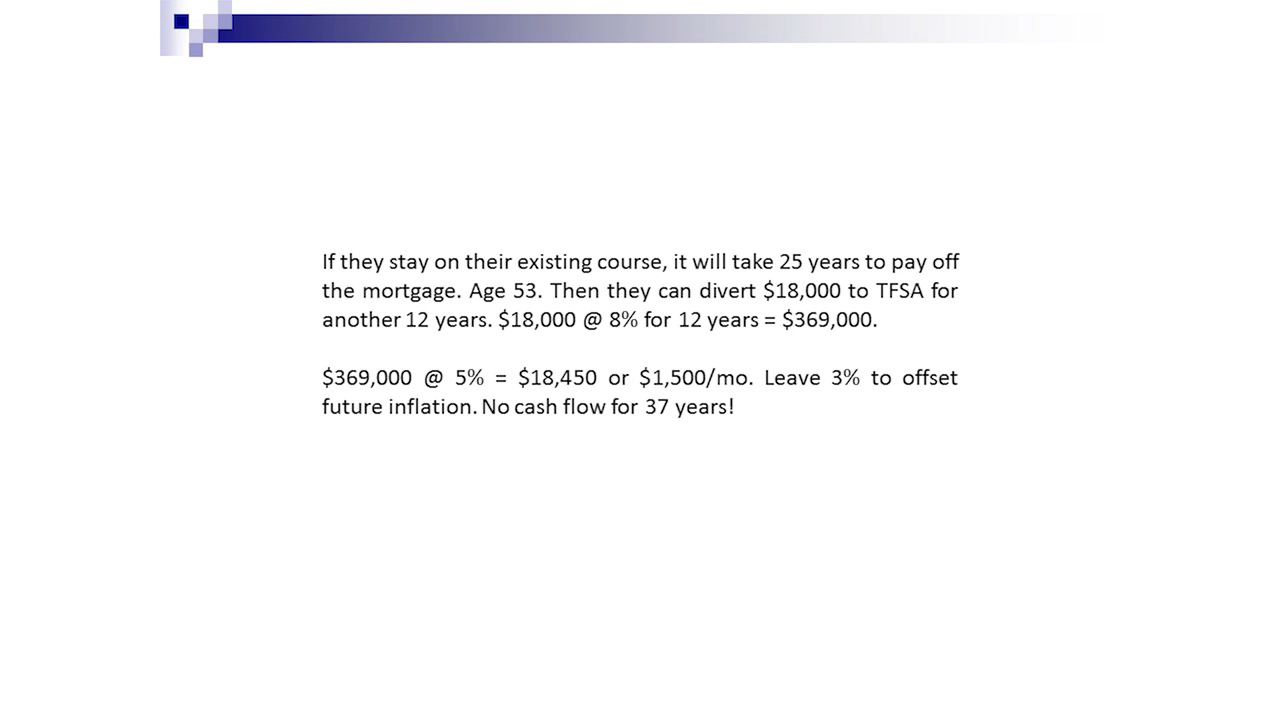 If they stay on their existing course, it will take 25 years to pay off
the mortgage. Age 53. Then they can divert $18,000 to TFSA for
another 12 years. $18,000 @ 8% for 12 years = $369,000.
$369,000 @ 5% = $18,450 or $1,500/mo. Leave 3% to offset
future inflation. No cash flow for 37 years!